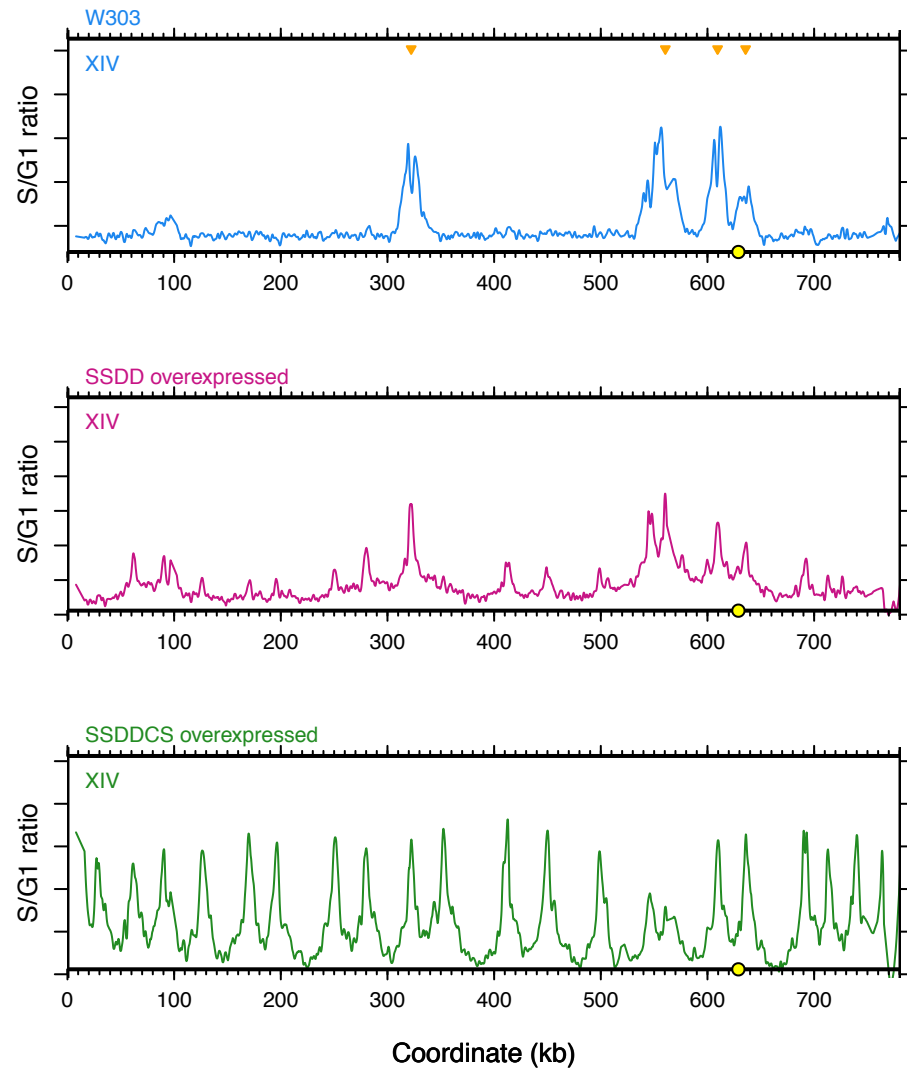 W303
XIV
S/G1 ratio
0 100 200 300 400 500 600 700
SSDD overexpressed
XIV
S/G1 ratio
0 100 200 300 400 500 600 700
SSDDCS overexpressed
XIV
S/G1 ratio
0 100 200 300 400 500 600 700
Coordinate (kb)